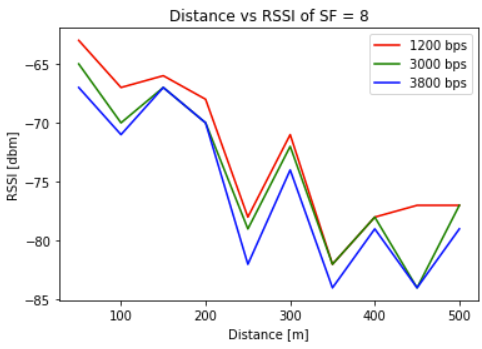 Distance vs RSSI of SF = 8
1200 bps
3000 bps
3800 bps
RSSI [dbm]
−65
−70
−75
−80
−85
100
200
300
400
500
Distance [m]